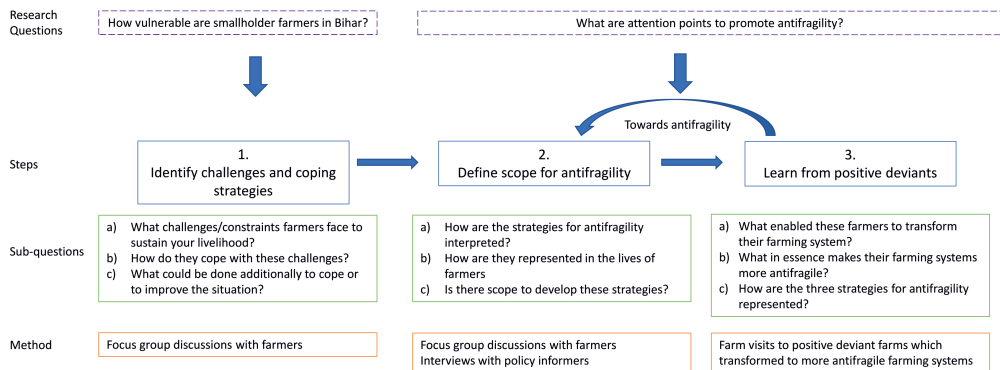 Research
Questions
How vulnerable are smallholder farmers in Bihar?
What are attention points to promote antifragility?
Towards antifragility
Steps
1.
Identify challenges and coping
strategies
2.
Define scope for antifragility
3.
Learn from positive deviants
Sub-questions
a) What challenges/constraints farmers face to
sustain your livelihood?
b) How do they cope with these challenges?
c) What could be done additionally to cope or
to improve the situation?
a) How are the strategies for antifragility
interpreted?
b) How are they represented in the lives of
farmers
c) Is there scope to develop these strategies?
a) What enabled these farmers to transform
their farming system?
b) What in essence makes their farming systems
more antifragile?
c) How are the three strategies for antifragility
represented?
Method
Focus group discussions with farmers
Focus group discussions with farmers
Interviews with policy informers
Farm visits to positive deviant farms which
transformed to more antifragile farming systems